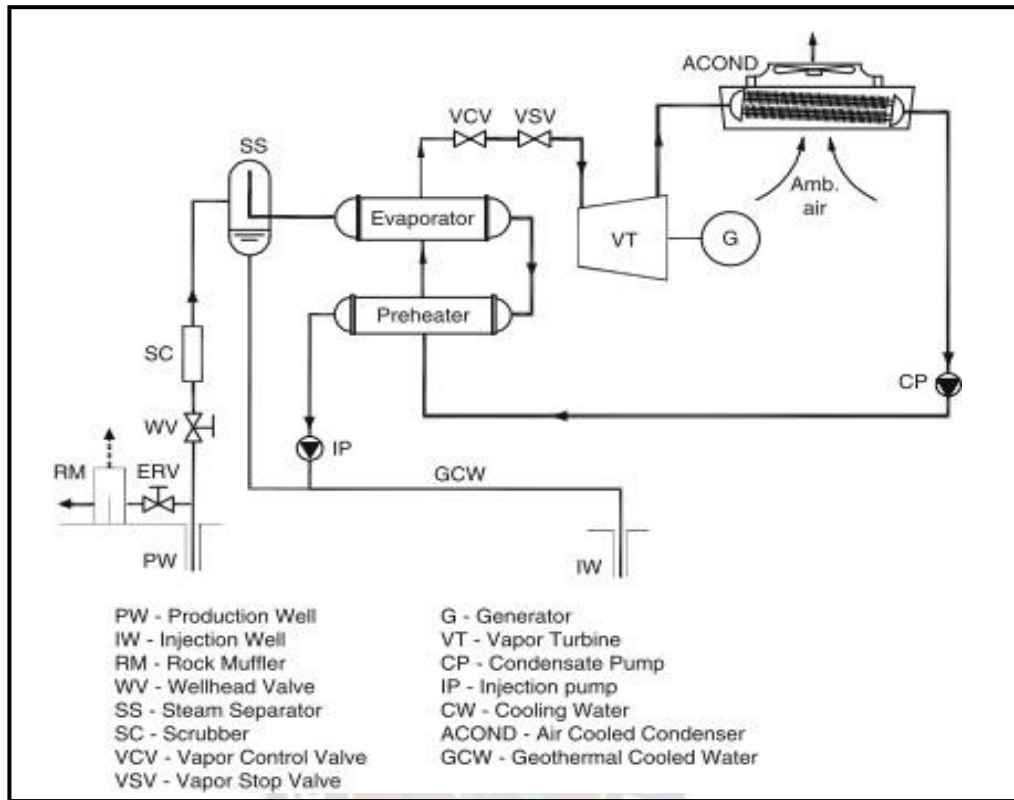 ACOND
VCV
VSV
SS
Evaporator
Amb.
air
VT
G
Preheater
SC
CP
WV
IP
RM
ERV
GCW
PW
IW
PW - Production Well
IW - Injection Well
RM - Rock Muffler
WV - Wellhead Valve
SS - Steam Separator
SC - Scrubber
VCV - Vapor Control Valve
VSV - Vapor Stop Valve
G - Generator
VT - Vapor Turbine
CP - Condensate Pump
IP - Injection pump
CW - Cooling Water
ACOND - Air Cooled Condenser
GCW - Geothermal Cooled Water